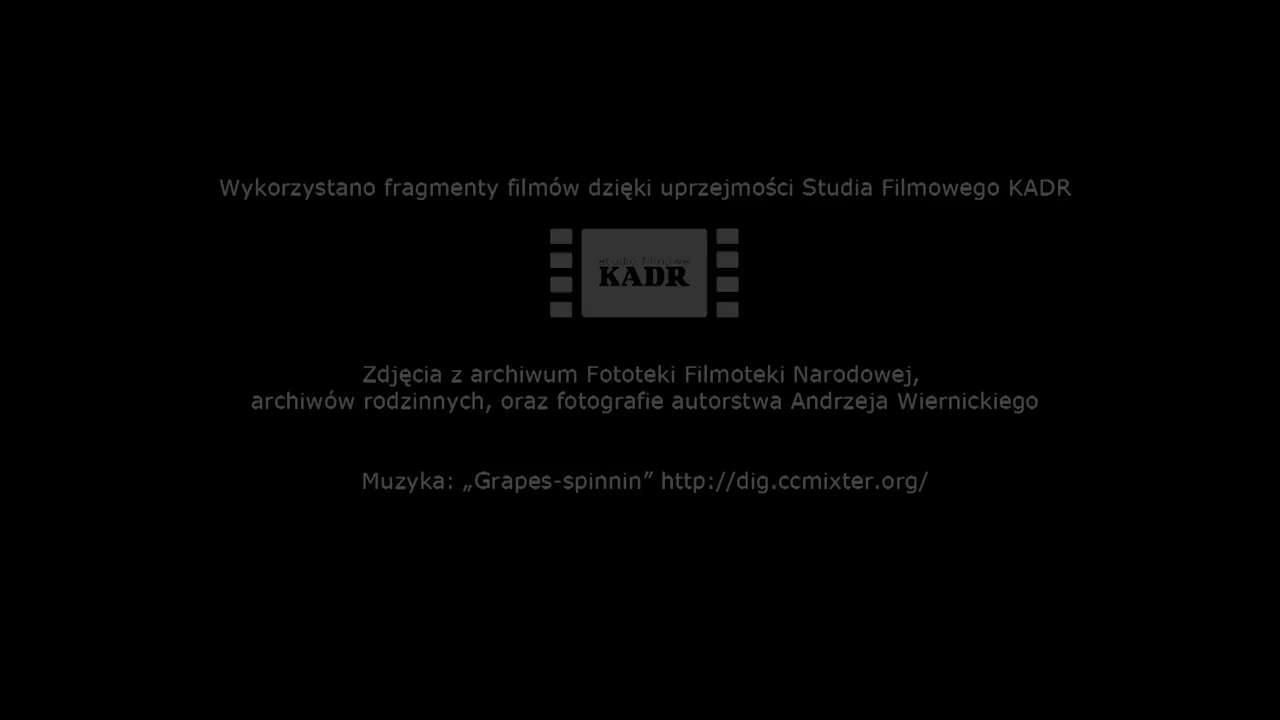 Wykorzystano fragmenty filmów dzięki uprzejmości Studia Filmowego KADR
studio filmowe
KADR
Zdjęcia z archiwum Fototeki Filmoteki Narodowej,
archiwów rodzinnych, oraz fotografie autorstwa Andrzeja Wiernickiego
Muzyka: „Grapes-spinnin” http://dig.ccmixter.org/